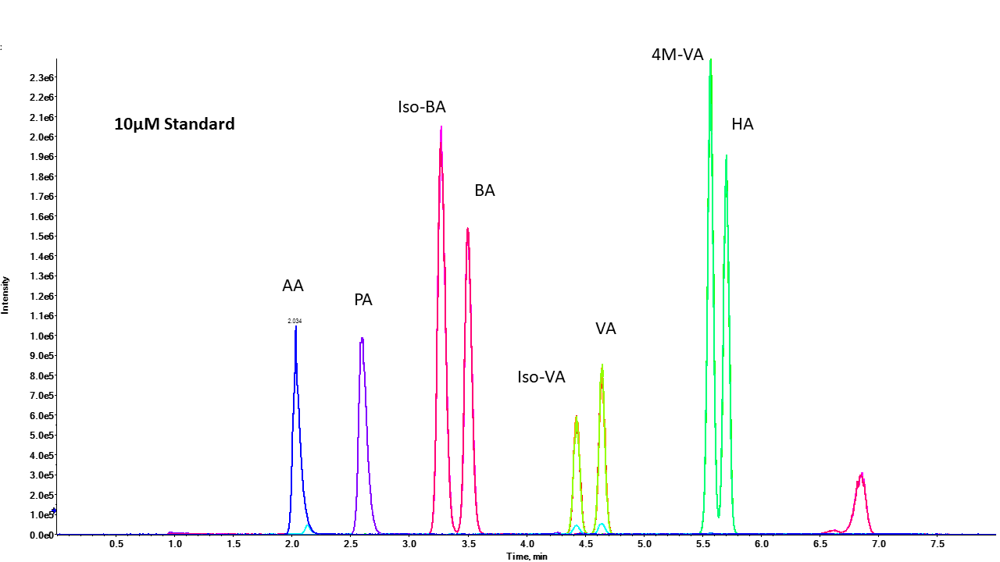 :
4M-VA
2.3e6
2.2e6
Iso-BA
2.1e6
10µM Standard
HA
2.0e6
1.9e6
1.8e6
BA
1.7e6
1.6e6
1.5e6
1.4e6
1.3e6
AA
1.2e6
PA
1.1e6
2.034
VA
1.0e6
9.0e5
Iso-VA
8.0e5
7.0e5
6.0e5
5.0e5
4.0e5
3.0e5
2.0e5
1.0e5
0.0e0
Intensity
0.5 1.0 1.5 2.0 2.5 3.0 3.5 4.0 4.5 5.0 5.5 6.0 6.5 7.0 7.5
Time, min